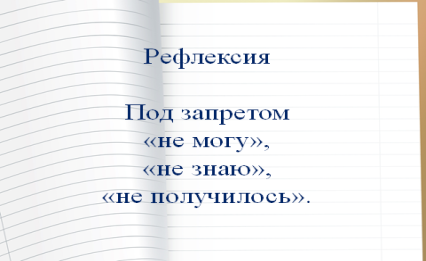 Рефлексия
Под запретом
«не могу»,
«не знаю»,
«не получилось».